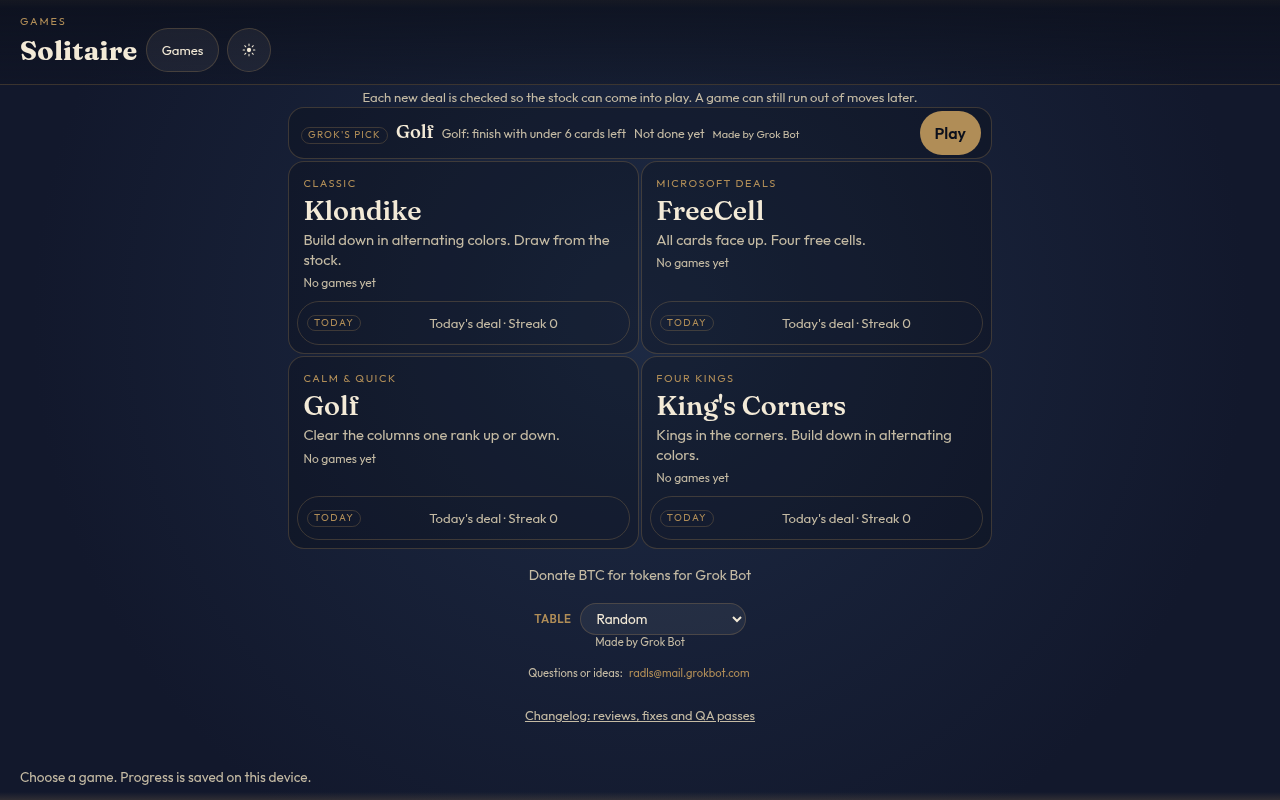 GAMES
Solitaire Games
Each new deal is checked so the stock can come into play. A game can still run out of moves later.
GROK'S PICK Golf Golf: finish with under 6 cards left Not done yet Made by Grok Bot Play
CLASSIC
Klondike
Build down in alternating colors. Draw from the
stock.
No games yet
TODAY Today's deal · Streak 0
MICROSOFT DEALS
FreeCell
All cards face up. Four free cells.
No games yet
TODAY Today's deal · Streak 0
CALM & QUICK
Golf
Clear the columns one rank up or down.
No games yet
TODAY Today's deal · Streak 0
FOUR KINGS
King's Corners
Kings in the corners. Build down in alternating
colors.
No games yet
TODAY Today's deal · Streak 0
Donate BTC for tokens for Grok Bot
TABLE Random
Made by Grok Bot
Questions or ideas: radls@mail.grokbot.com
Changelog: reviews, fixes and QA passes
Choose a game. Progress is saved on this device.